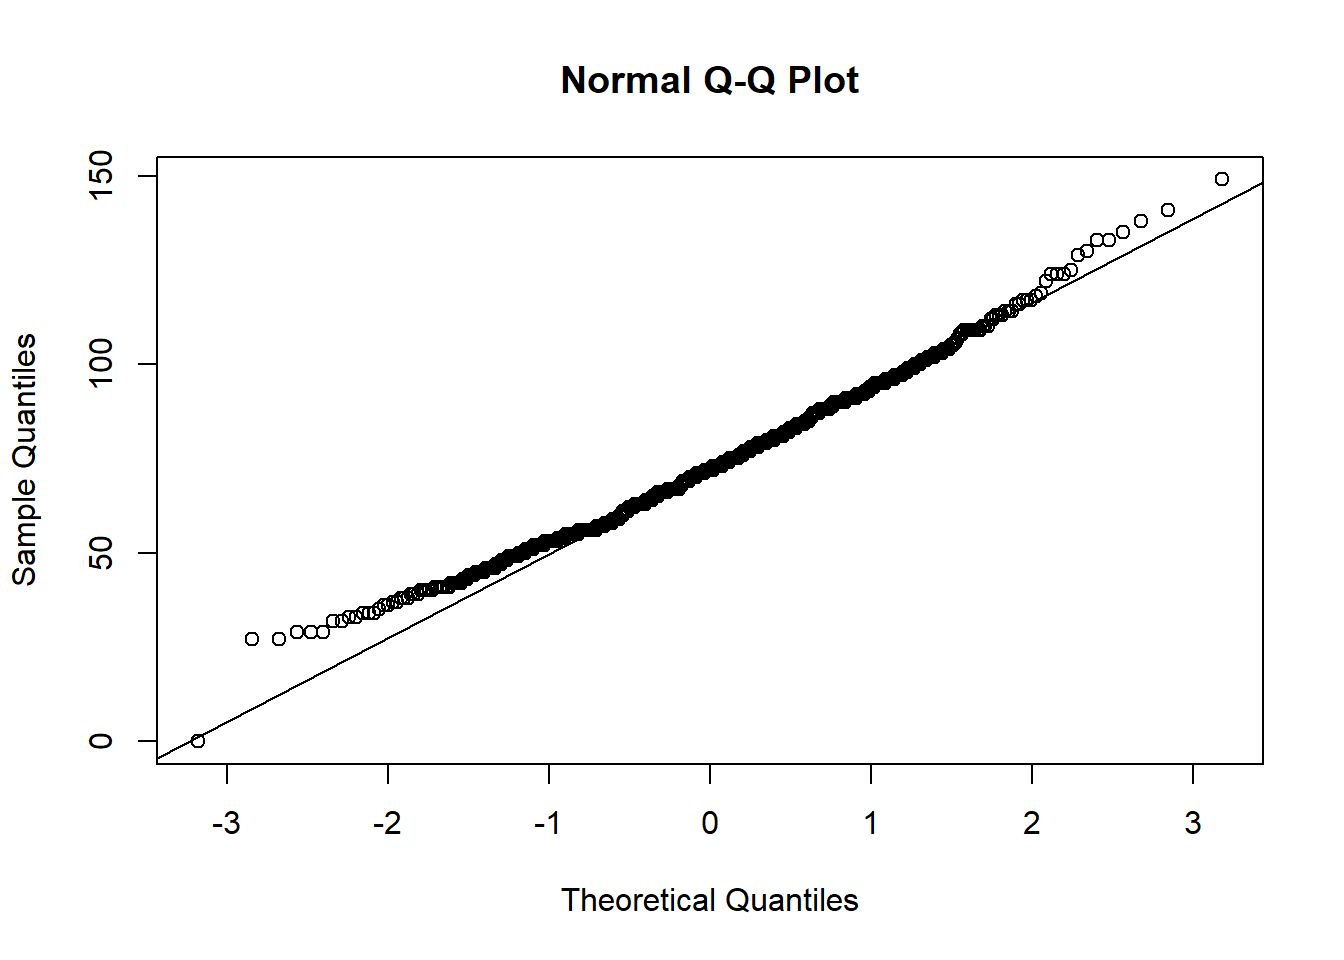 Normal Q-Q Plot
150
100
50
0
Sample Quantiles
-3 -2 -1 0 1 2 3
Theoretical Quantiles